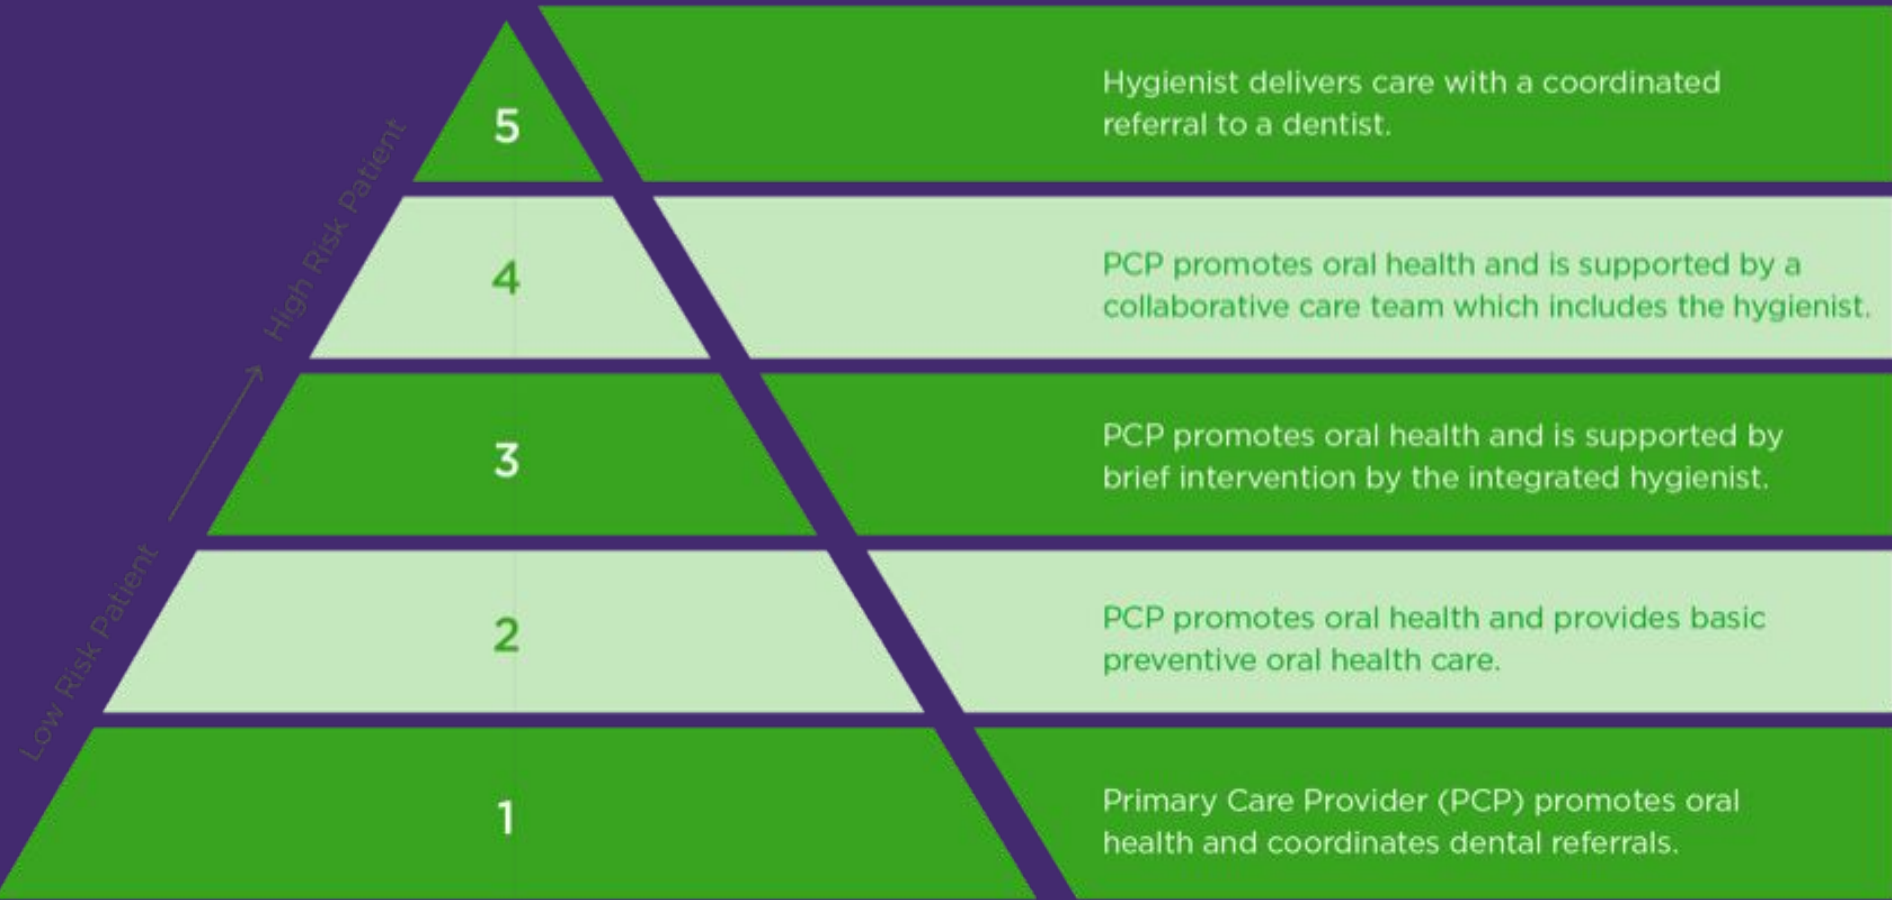 5
Hygienist delivers care with a coordinated
referral to a dentist.
High Risk Patient
4
PCP promotes oral health and is supported by a
collaborative care team which includes the hygienist.
3
PCP promotes oral health and is supported by
brief intervention by the integrated hygienist.
Low Risk Patient
2
PCP promotes oral health and provides basic
preventive oral health care.
1
Primary Care Provider (PCP) promotes oral
health and coordinates dental referrals.